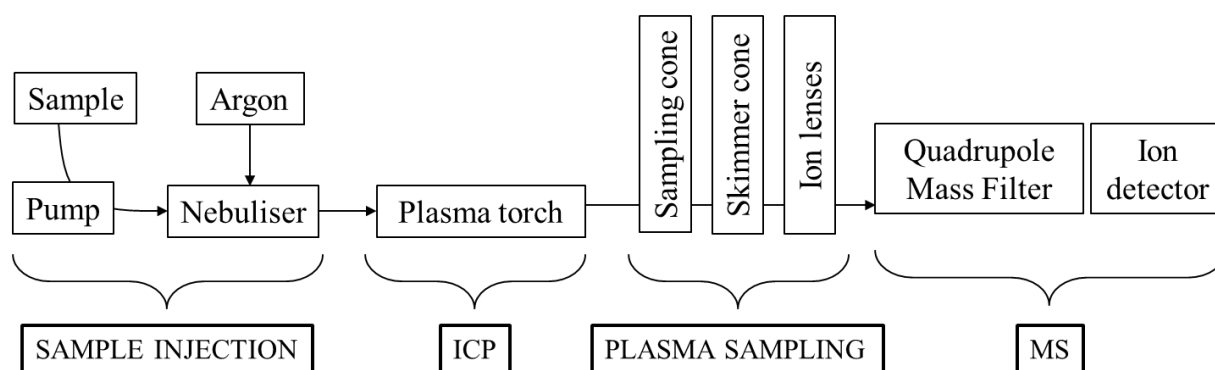 Sample
Argon
Pump
Nebuliser
Plasma torch
Sampling cone
Skimmer cone
Ion lenses
Quadrupole
Mass Filter
Ion
detector
SAMPLE INJECTION
ICP
PLASMA SAMPLING
MS